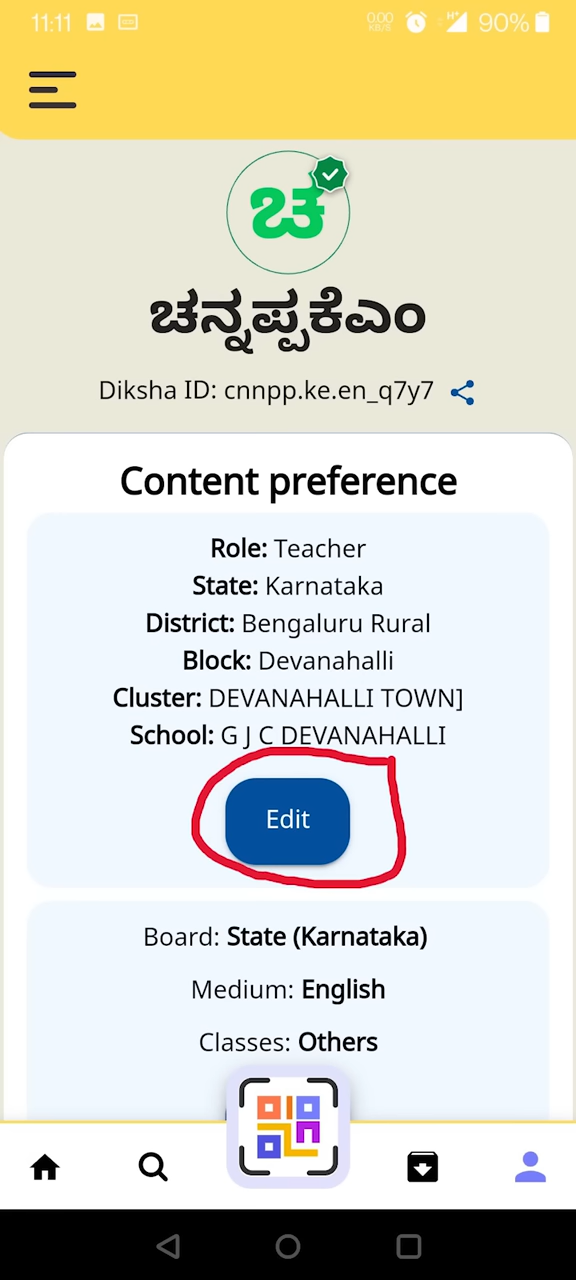 11:11 0.00 KB/S H+ 90%
ಚ
ಚನ್ನಪ್ಪಕೆಎಂ
Diksha ID: cnnpp.ke.en_q7y7
Content preference
Role: Teacher
State: Karnataka
District: Bengaluru Rural
Block: Devanahalli
Cluster: DEVANAHALLI TOWN]
School: G J C DEVANAHALLI
Edit
Board: State (Karnataka)
Medium: English
Classes: Others